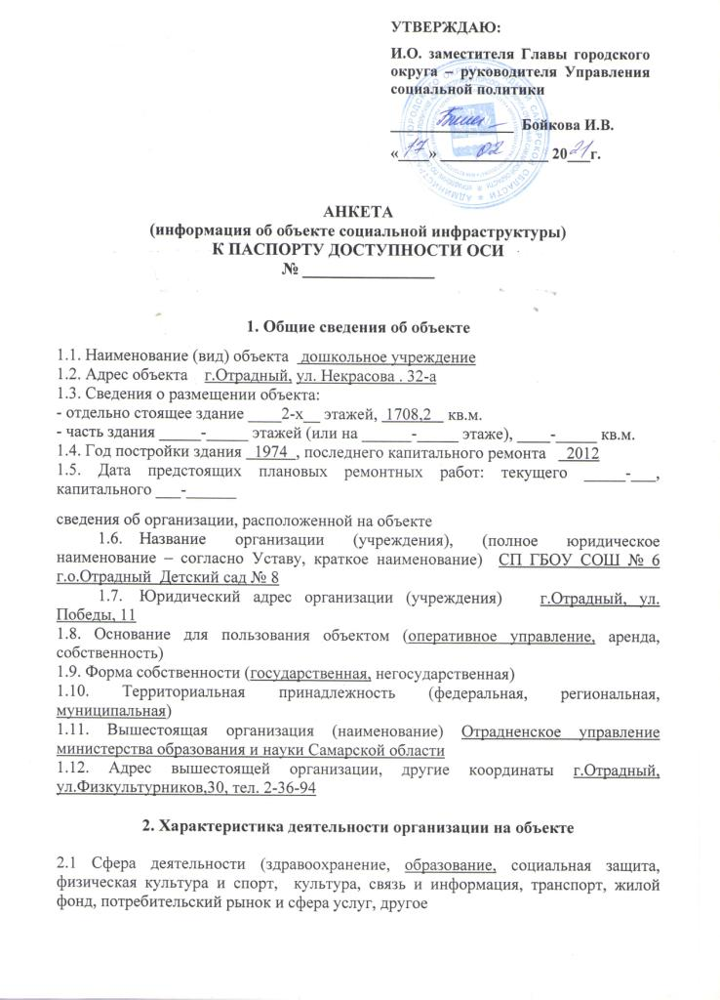 УТВЕРЖДАЮ:
И.О. заместителя Главы городского
округа – руководителя Управления
социальной политики
_______________ Бойкова И.В.
«17» 02 2021г.
АНКЕТА
(информация об объекте социальной инфраструктуры)
К ПАСПОРТУ ДОСТУПНОСТИ ОСИ
№ _______________
1. Общие сведения об объекте
1.1. Наименование (вид) объекта дошкольное учреждение
1.2. Адрес объекта г.Отрадный, ул. Некрасова . 32-а
1.3. Сведения о размещении объекта:
- отдельно стоящее здание ____2-х__ этажей, _1708,2__ кв.м.
- часть здания _____-_____ этажей (или на ______-_____ этаже), ____-_____ кв.м.
1.4. Год постройки здания _1974_, последнего капитального ремонта _2012
1.5. Дата предстоящих плановых ремонтных работ: текущего _____-___,
капитального ___-______
сведения об организации, расположенной на объекте
1.6. Название организации (учреждения), (полное юридическое
наименование – согласно Уставу, краткое наименование) СП ГБОУ СОШ № 6
г.о.Отрадный Детский сад № 8
1.7. Юридический адрес организации (учреждения) г.Отрадный, ул.
Победы, 11
1.8. Основание для пользования объектом (оперативное управление, аренда,
собственность)
1.9. Форма собственности (государственная, негосударственная)
1.10. Территориальная принадлежность (федеральная, региональная,
муниципальная)
1.11. Вышестоящая организация (наименование) Отрадненское управление
министерства образования и науки Самарской области
1.12. Адрес вышестоящей организации, другие координаты г.Отрадный,
ул.Физкультурников,30, тел. 2-36-94
2. Характеристика деятельности организации на объекте
2.1 Сфера деятельности (здравоохранение, образование, социальная защита,
физическая культура и спорт, культура, связь и информация, транспорт, жилой
фонд, потребительский рынок и сфера услуг, другое